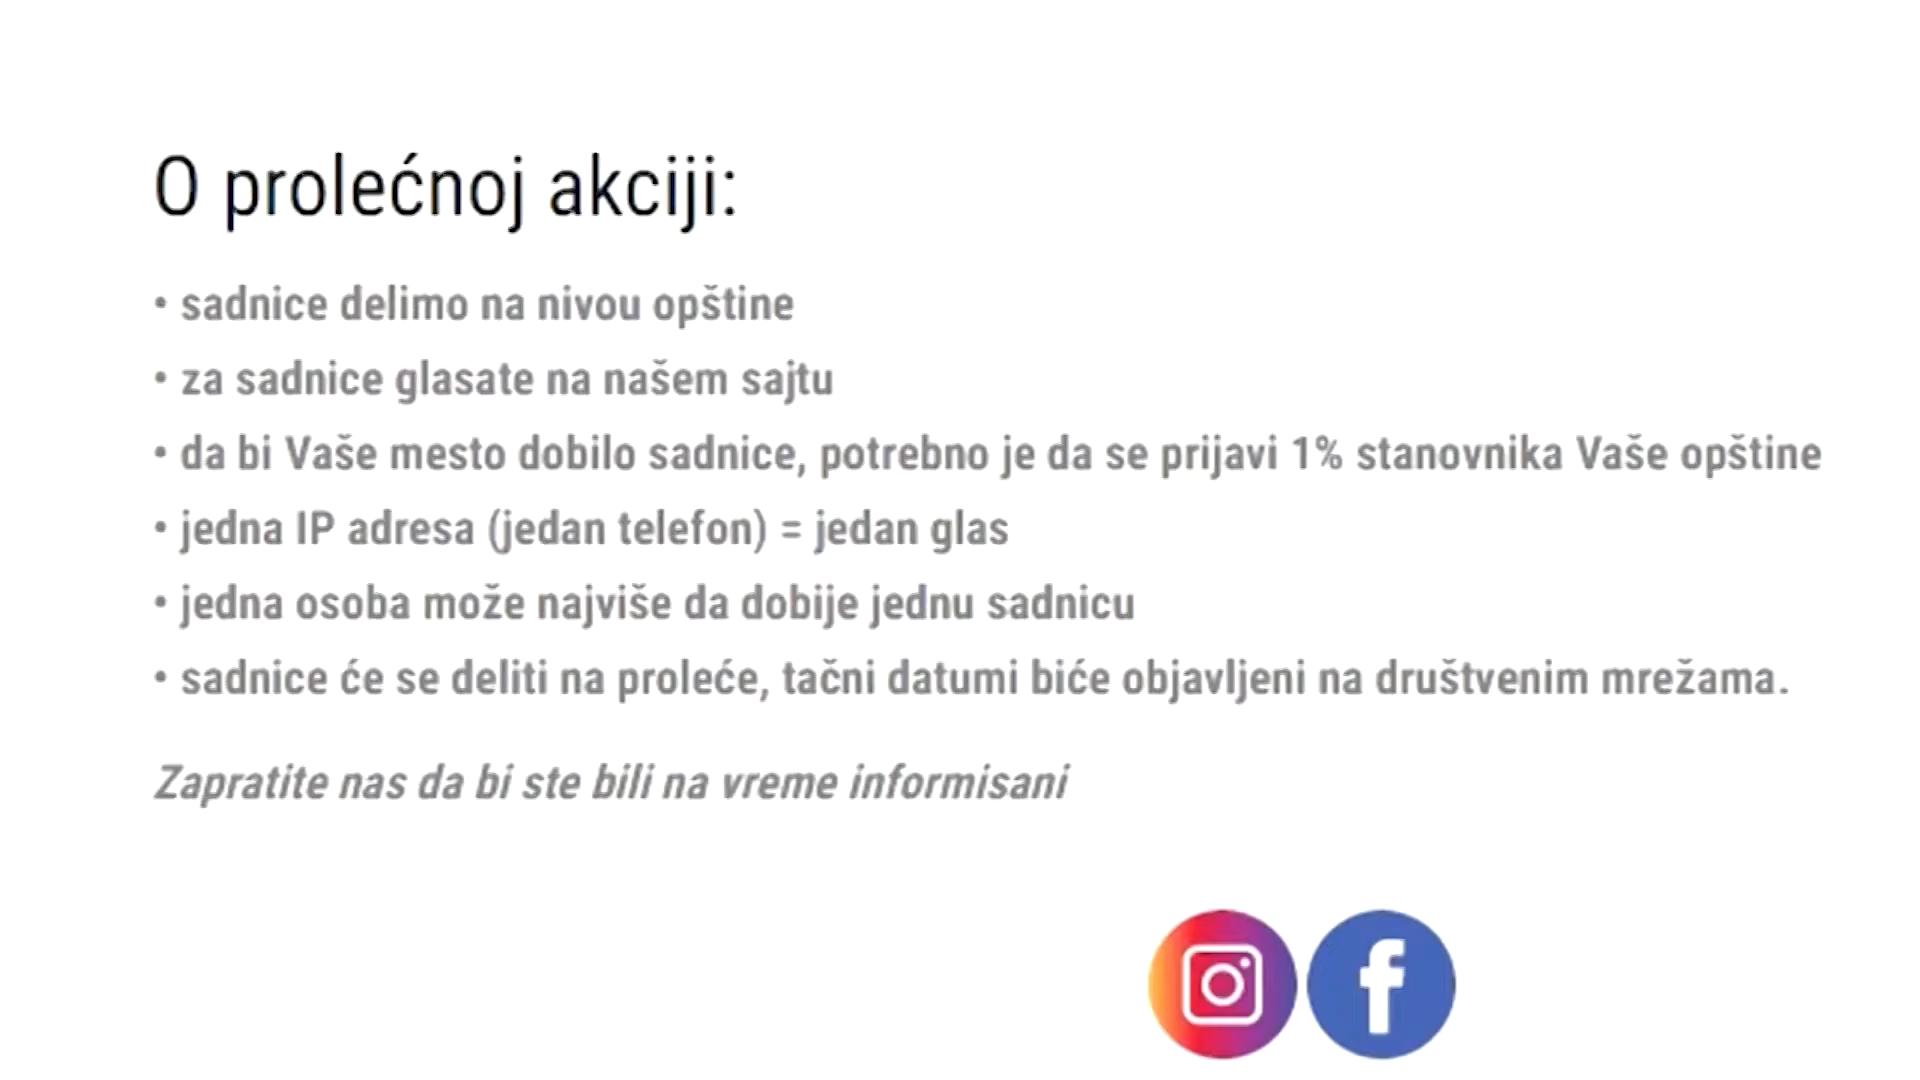 O prolećnoj akciji:
• sadnice delimo na nivou opštine
• za sadnice glasate na našem sajtu
• da bi Vaše mesto dobilo sadnice, potrebno je da se prijavi 1% stanovnika Vaše opštine
• jedna IP adresa (jedan telefon) = jedan glas
• jedna osoba može najviše da dobije jednu sadnicu
• sadnice će se deliti na proleće, tačni datumi biće objavljeni na društvenim mrežama.
Zapratite nas da bi ste bili na vreme informisani